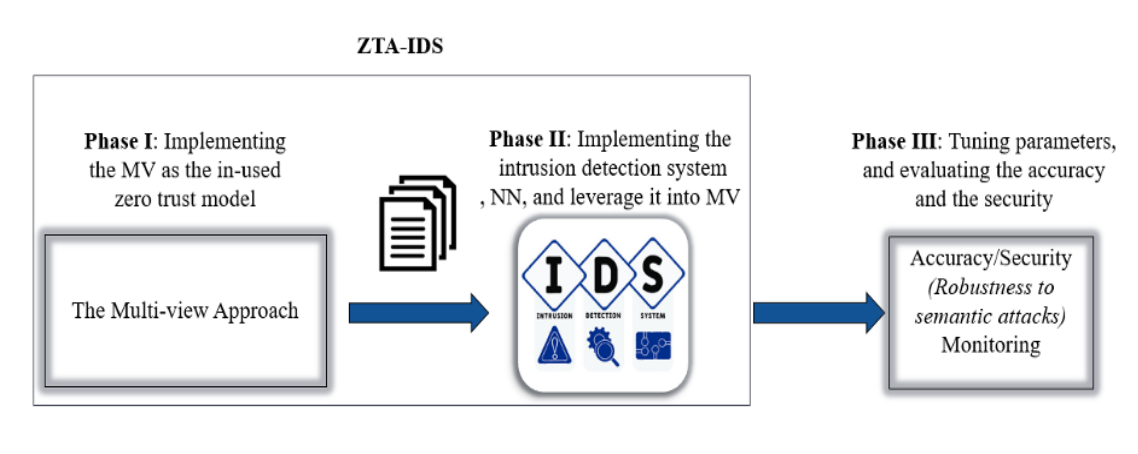 ZTA-IDS
Phase I: Implementing
the MV as the in-used
zero trust model
The Multi-view Approach
Phase II: Implementing the
intrusion detection system
, NN, and leverage it into MV
I D S
INTRUSION DETECTION SYSTEM
Phase III: Tuning parameters,
and evaluating the accuracy
and the security
Accuracy/Security
(Robustness to
semantic attacks)
Monitoring